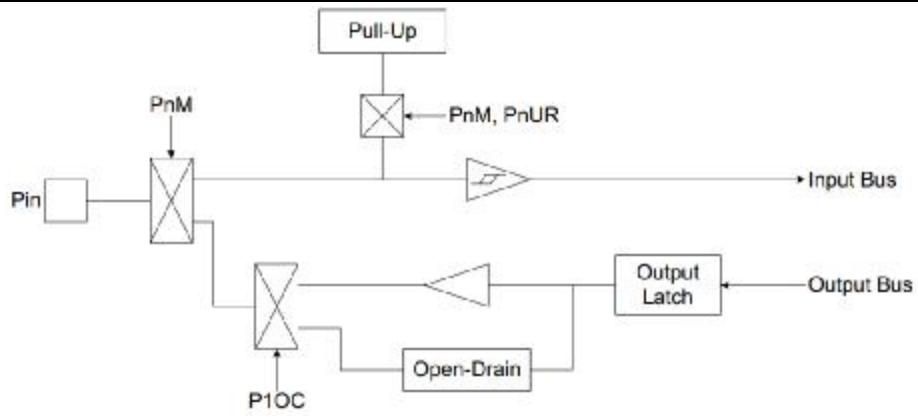 Pull-Up
PnM
PnM, PnUR
Pin
Input Bus
Output
Latch
Output Bus
Open-Drain
P1OC